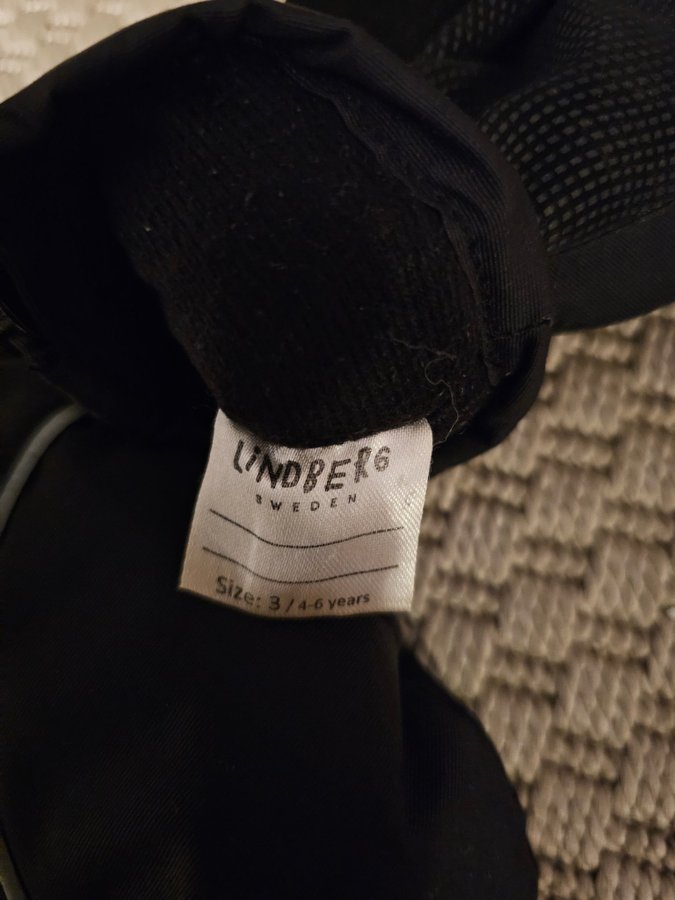 LiNDBERG
SWEDEN
Size: 3 / 4-6 years